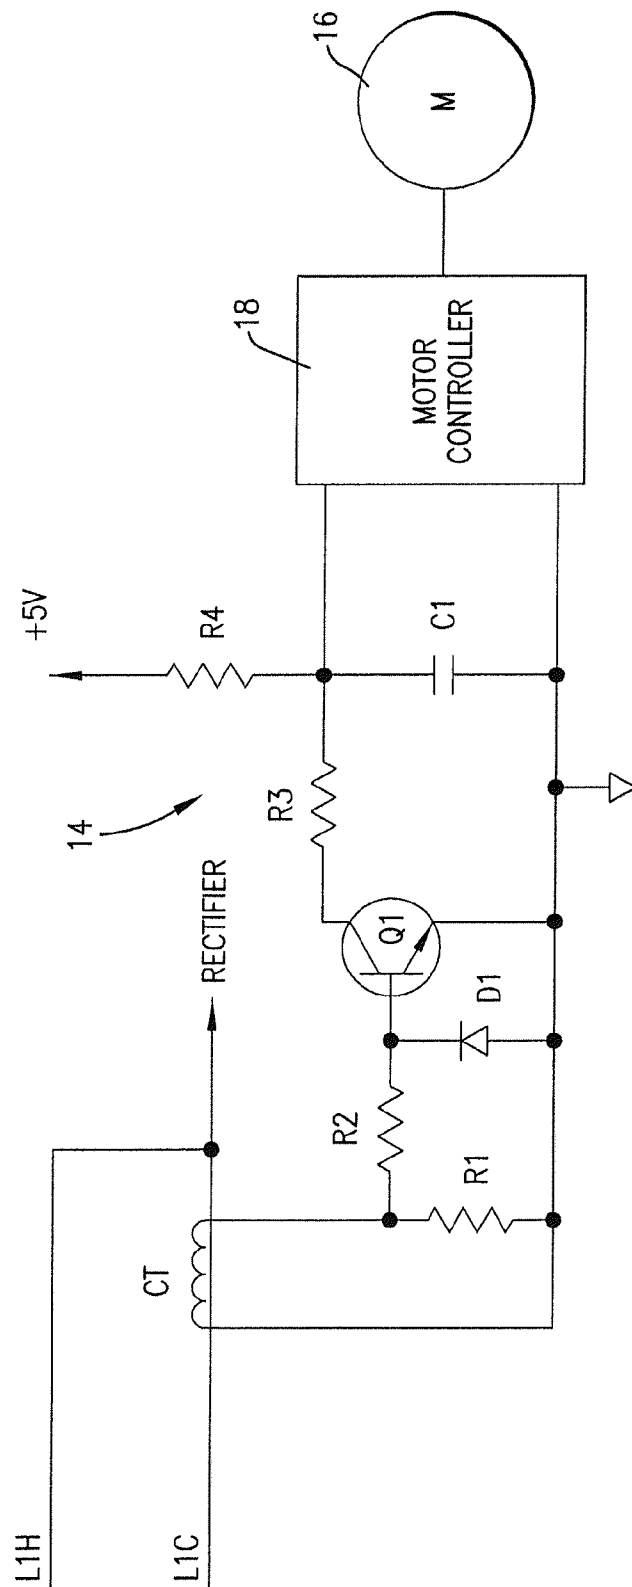 L1H
L1C
CT
RECTIFIER
14
+5V
R4
R3
R2
R1
Q1
D1
C1
18
MOTOR
CONTROLLER
16
M